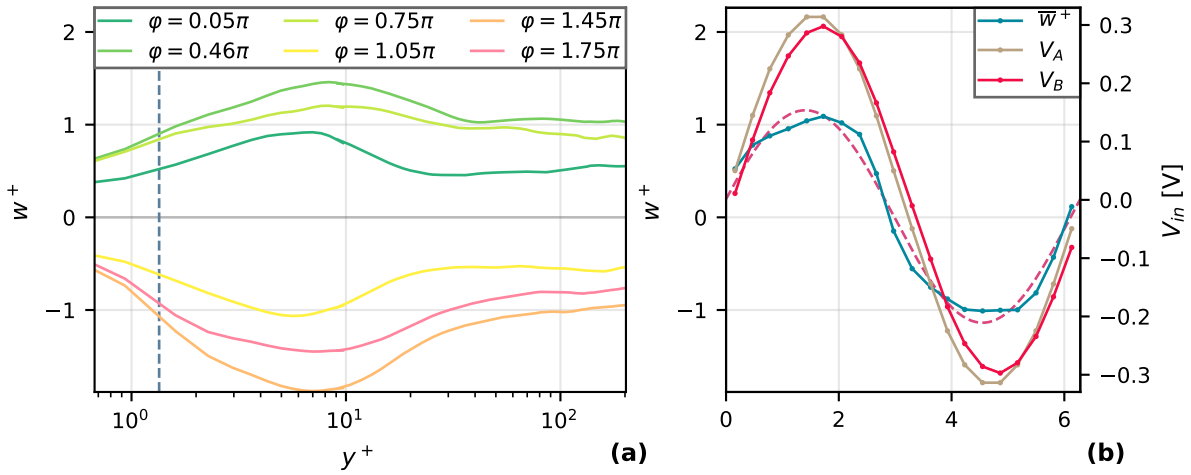 φ = 0.05π φ = 0.75π φ = 1.45π
φ = 0.46π φ = 1.05π φ = 1.75π
2
1
0
−1
w⁺
10⁰ 10¹ 10²
y⁺
(a)
w̅⁺
V_A
V_B
2
1
0
−1
w⁺
0.3
0.2
0.1
0.0
−0.1
−0.2
−0.3
V_in [V]
0 2 4 6
(b)